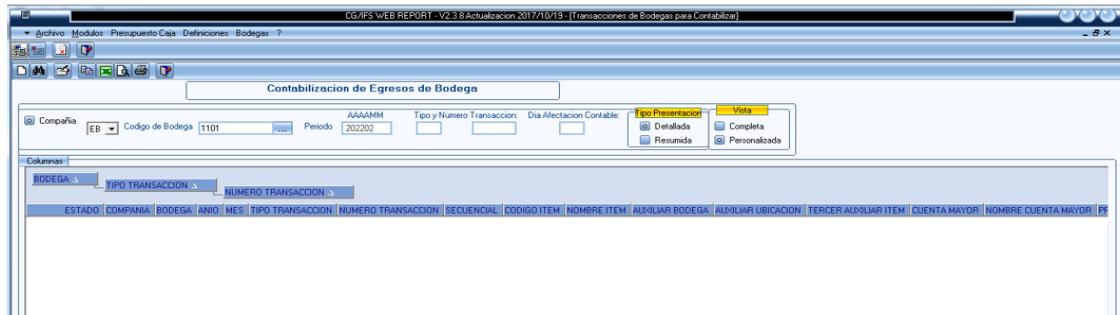 CG/IFS WEB REPORT - V2.3.8 Actualizacion 2017/10/19 - [Transacciones de Bodegas para Contabilizar]
Archivo Modulos Presupuesto Caja Definiciones Bodegas ?
Contabilizacion de Egresos de Bodega
Compañia EB Codigo de Bodega 1101 ... Periodo AAAAMM 202202 Tipo y Numero Transaccion: Dia Afectacion Contable:
Tipo Presentacion
Detallada
Resumida
Vista
Completa
Personalizada
Columnas
BODEGA
TIPO TRANSACCION
NUMERO TRANSACCION
ESTADO COMPANIA BODEGA ANIO MES TIPO TRANSACCION NUMERO TRANSACCION SECUENCIAL CODIGO ITEM NOMBRE ITEM AUXILIAR BODEGA AUXILIAR UBICACION TERCER AUXILIAR ITEM CUENTA MAYOR NOMBRE CUENTA MAYOR PR